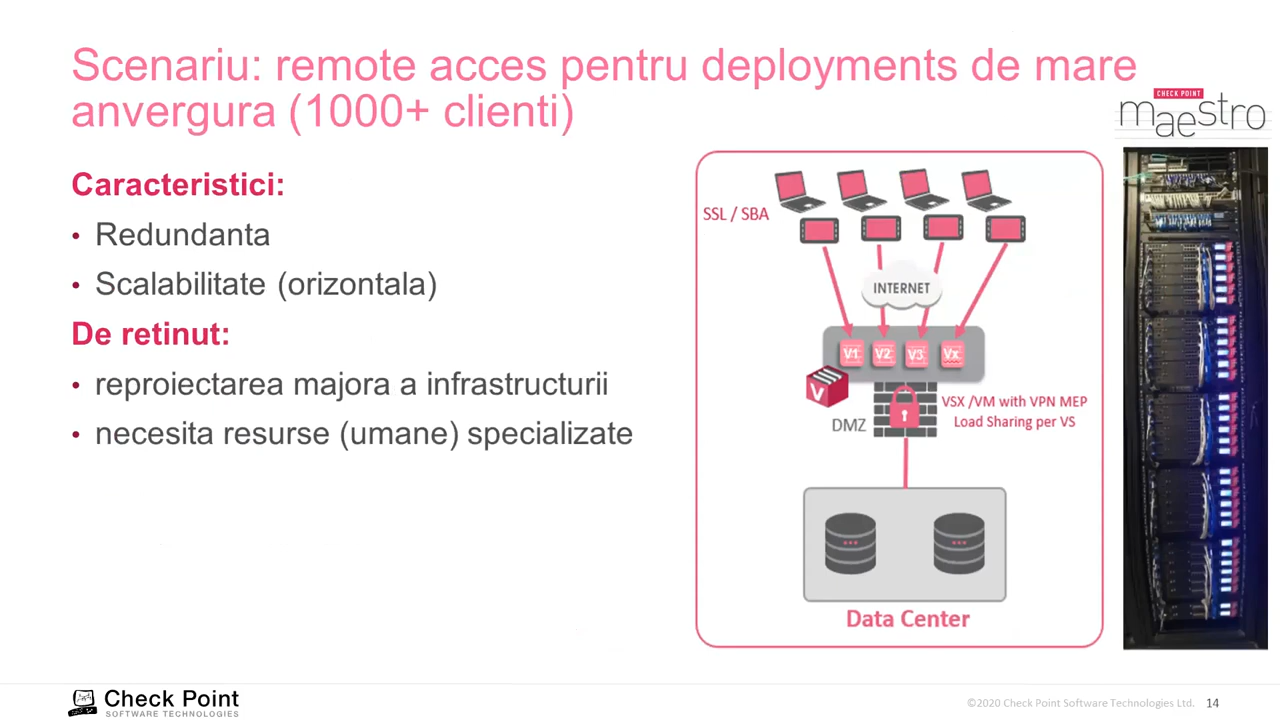 Scenariu: remote acces pentru deployments de mare
anvergura (1000+ clienti)
CHECK POINT
maestro
Caracteristici:
• Redundanta
• Scalabilitate (orizontala)
De retinut:
• reproiectarea majora a infrastructurii
• necesita resurse (umane) specializate
SSL / SBA
INTERNET
V1 V2 V3 Vx
V
DMZ
VSX /VM with VPN MEP
Load Sharing per VS
Data Center
Check Point
SOFTWARE TECHNOLOGIES
©2020 Check Point Software Technologies Ltd. 14